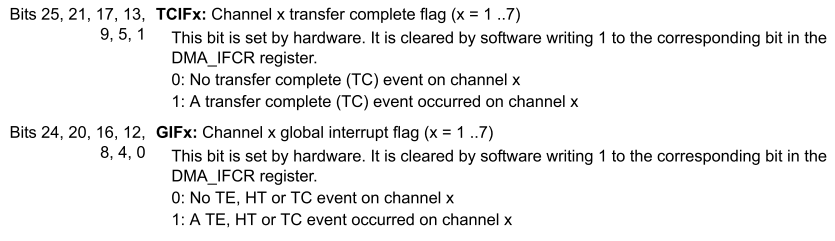 Bits 25, 21, 17, 13, TCIFx: Channel x transfer complete flag (x = 1 ..7)
9, 5, 1 This bit is set by hardware. It is cleared by software writing 1 to the corresponding bit in the
DMA_IFCR register.
0: No transfer complete (TC) event on channel x
1: A transfer complete (TC) event occurred on channel x
Bits 24, 20, 16, 12, GIFx: Channel x global interrupt flag (x = 1 ..7)
8, 4, 0 This bit is set by hardware. It is cleared by software writing 1 to the corresponding bit in the
DMA_IFCR register.
0: No TE, HT or TC event on channel x
1: A TE, HT or TC event occurred on channel x